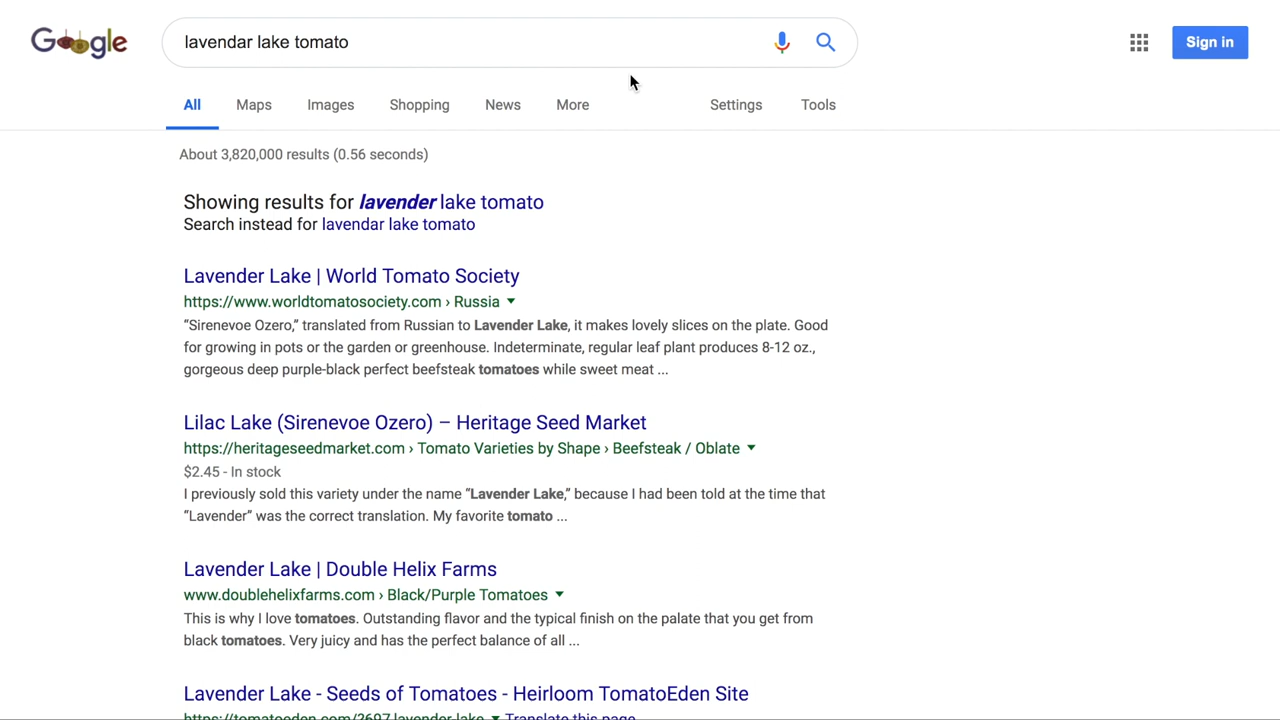 Google
lavendar lake tomato
Sign in
All Maps Images Shopping News More Settings Tools
About 3,820,000 results (0.56 seconds)
Showing results for lavender lake tomato
Search instead for lavendar lake tomato
Lavender Lake | World Tomato Society
https://www.worldtomatosociety.com › Russia
“Sirenevoe Ozero,” translated from Russian to Lavender Lake, it makes lovely slices on the plate. Good
for growing in pots or the garden or greenhouse. Indeterminate, regular leaf plant produces 8-12 oz.,
gorgeous deep purple-black perfect beefsteak tomatoes while sweet meat ...
Lilac Lake (Sirenevoe Ozero) – Heritage Seed Market
https://heritageseedmarket.com › Tomato Varieties by Shape › Beefsteak / Oblate
$2.45 - In stock
I previously sold this variety under the name “Lavender Lake,” because I had been told at the time that
“Lavender” was the correct translation. My favorite tomato ...
Lavender Lake | Double Helix Farms
www.doublehelixfarms.com › Black/Purple Tomatoes
This is why I love tomatoes. Outstanding flavor and the typical finish on the palate that you get from
black tomatoes. Very juicy and has the perfect balance of all ...
Lavender Lake - Seeds of Tomatoes - Heirloom TomatoEden Site
https://tomatoeden.com/2697-lavender-lake Translate this page